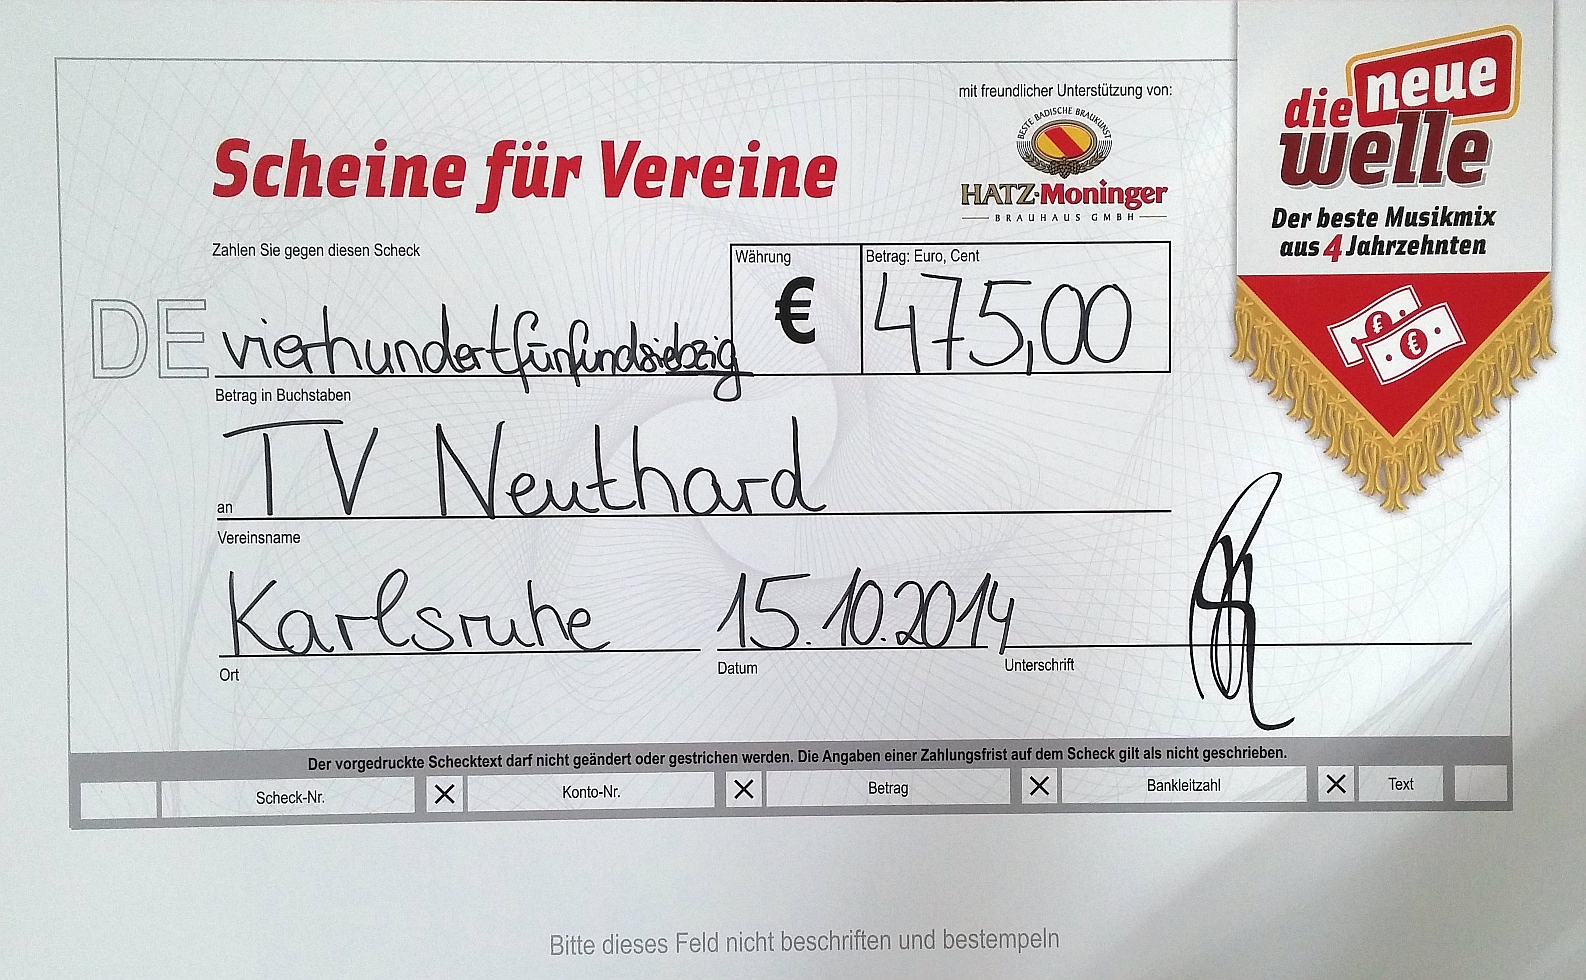 mit freundlicher Unterstützung von:
BESTE BADISCHE BRAUKUNST
HATZ-Moninger
BRAUHAUS GMBH
die neue
welle
Der beste Musikmix
aus 4 Jahrzehnten
Scheine für Vereine
Zahlen Sie gegen diesen Scheck
Währung
Betrag: Euro, Cent
DE vierhundertfünfundsiebzig
€
475,00
€
€
Betrag in Buchstaben
an TV Neuthard
Vereinsname
Karlsruhe 15.10.2014
Ort Datum Unterschrift
Der vorgedruckte Schecktext darf nicht geändert oder gestrichen werden. Die Angaben einer Zahlungsfrist auf dem Scheck gilt als nicht geschrieben.
Scheck-Nr. X Konto-Nr. X Betrag X Bankleitzahl X Text
Bitte dieses Feld nicht beschriften und bestempeln